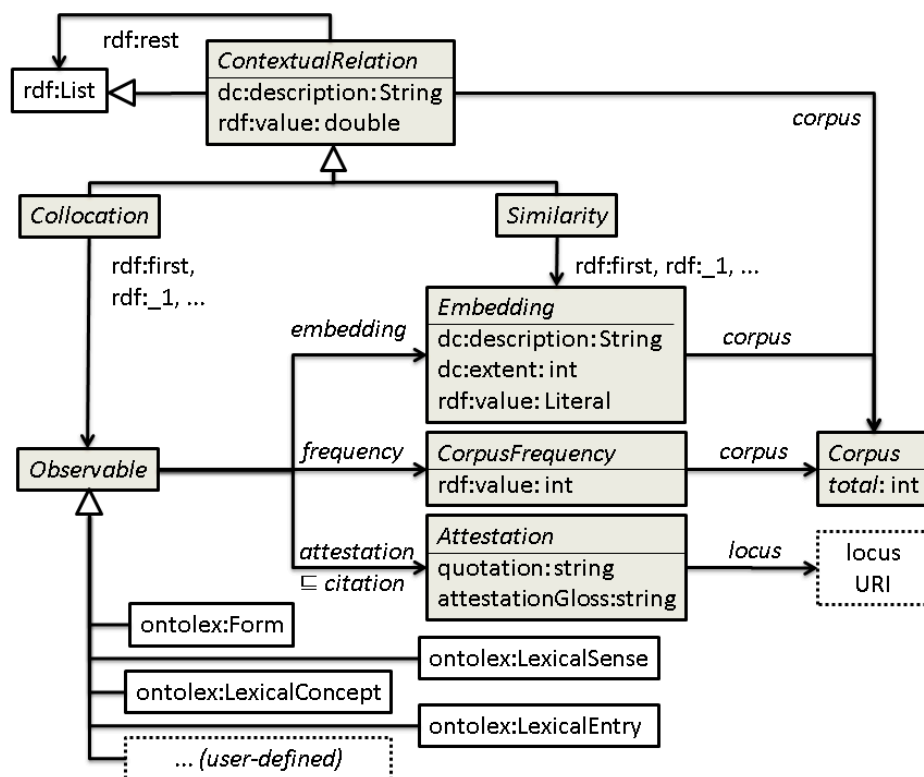 rdf:rest
rdf:List
ContextualRelation
dc:description: String
rdf:value: double
corpus
Collocation
Similarity
rdf:first,
rdf:_1, ...
rdf:first, rdf:_1, ...
embedding
Embedding
dc:description: String
dc:extent: int
rdf:value: Literal
corpus
Observable
frequency
CorpusFrequency
rdf:value: int
corpus
Corpus
total: int
attestation
⊑ citation
Attestation
quotation: string
attestationGloss:string
locus
locus
URI
ontolex:Form
ontolex:LexicalSense
ontolex:LexicalConcept
ontolex:LexicalEntry
... (user-defined)